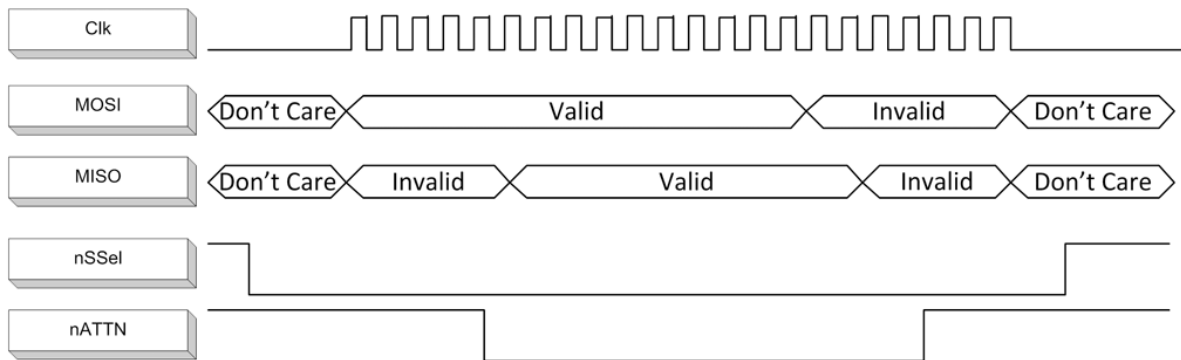 Clk
MOSI Don't Care Valid Invalid Don't Care
MISO Don't Care Invalid Valid Invalid Don't Care
nSSel
nATTN